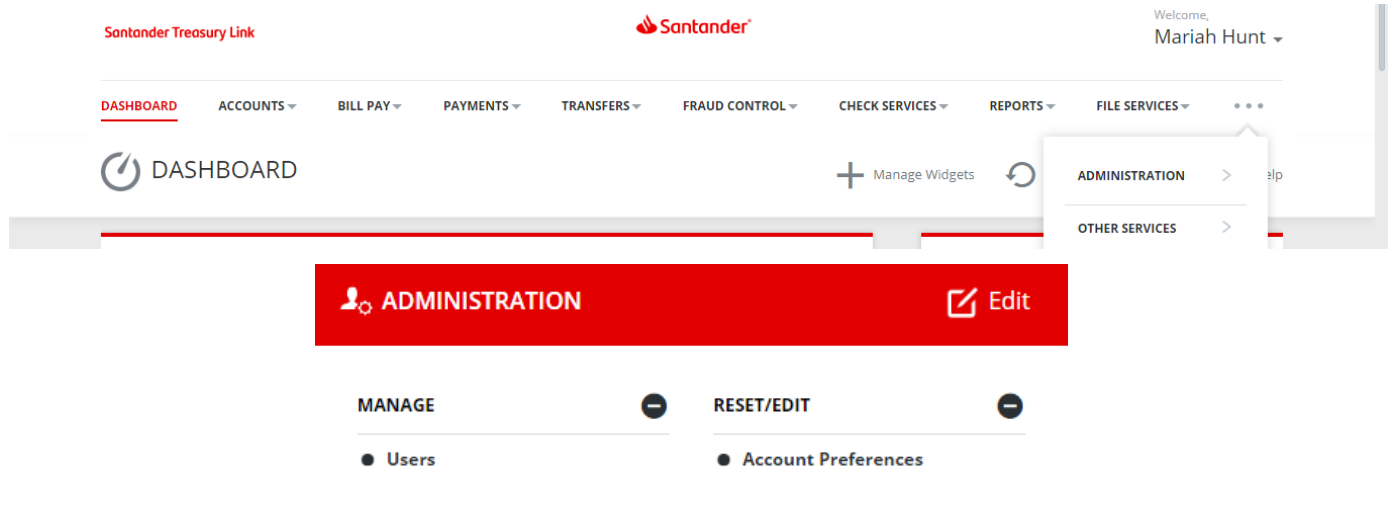 Santander Treasury Link
Santander
Welcome,
Mariah Hunt
DASHBOARD ACCOUNTS BILL PAY PAYMENTS TRANSFERS FRAUD CONTROL CHECK SERVICES REPORTS FILE SERVICES
DASHBOARD
Manage Widgets
ADMINISTRATION
elp
OTHER SERVICES
ADMINISTRATION
Edit
MANAGE
RESET/EDIT
Users
Account Preferences